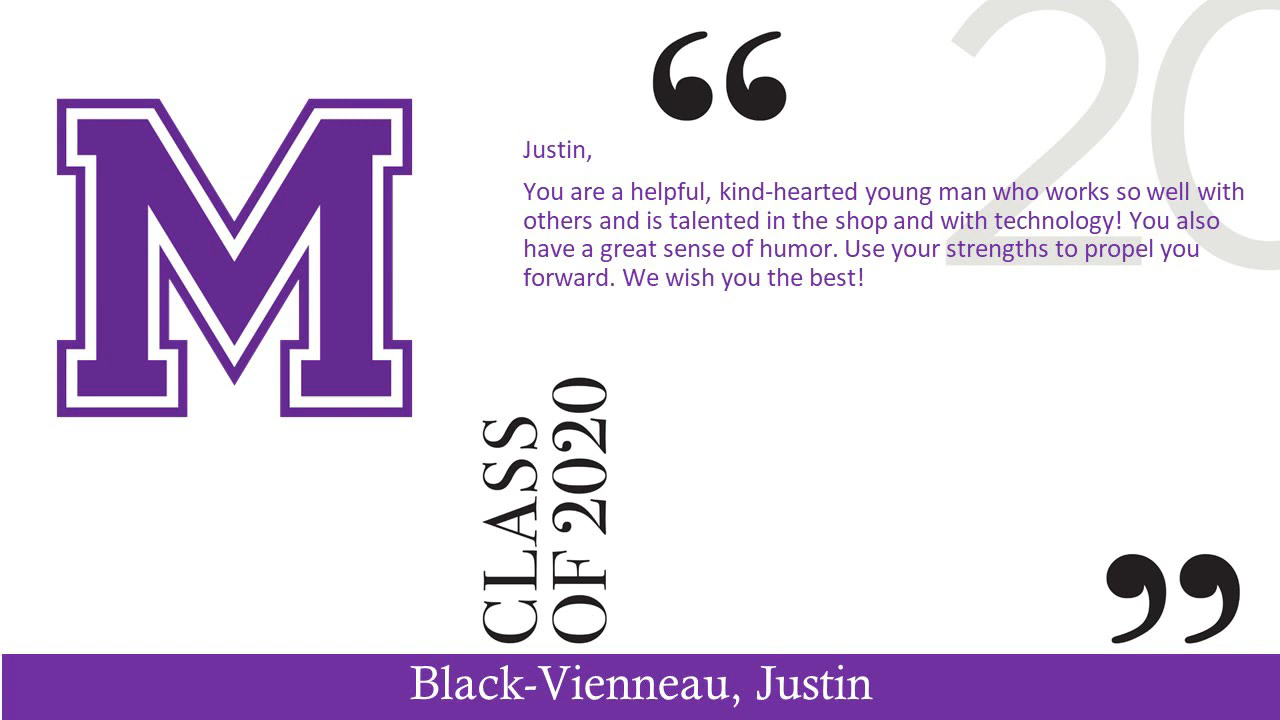 20
M
“
Justin,
You are a helpful, kind-hearted young man who works so well with
others and is talented in the shop and with technology! You also
have a great sense of humor. Use your strengths to propel you
forward. We wish you the best!
CLASS
OF 2020
”
Black-Vienneau, Justin